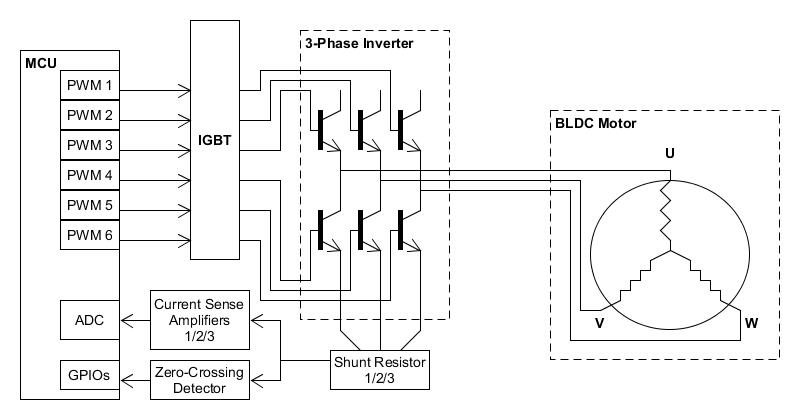 3-Phase Inverter
MCU
PWM 1
PWM 2
PWM 3
PWM 4
PWM 5
PWM 6
IGBT
BLDC Motor
U
V
W
ADC
Current Sense
Amplifiers
1/2/3
GPIOs
Zero-Crossing
Detector
Shunt Resistor
1/2/3